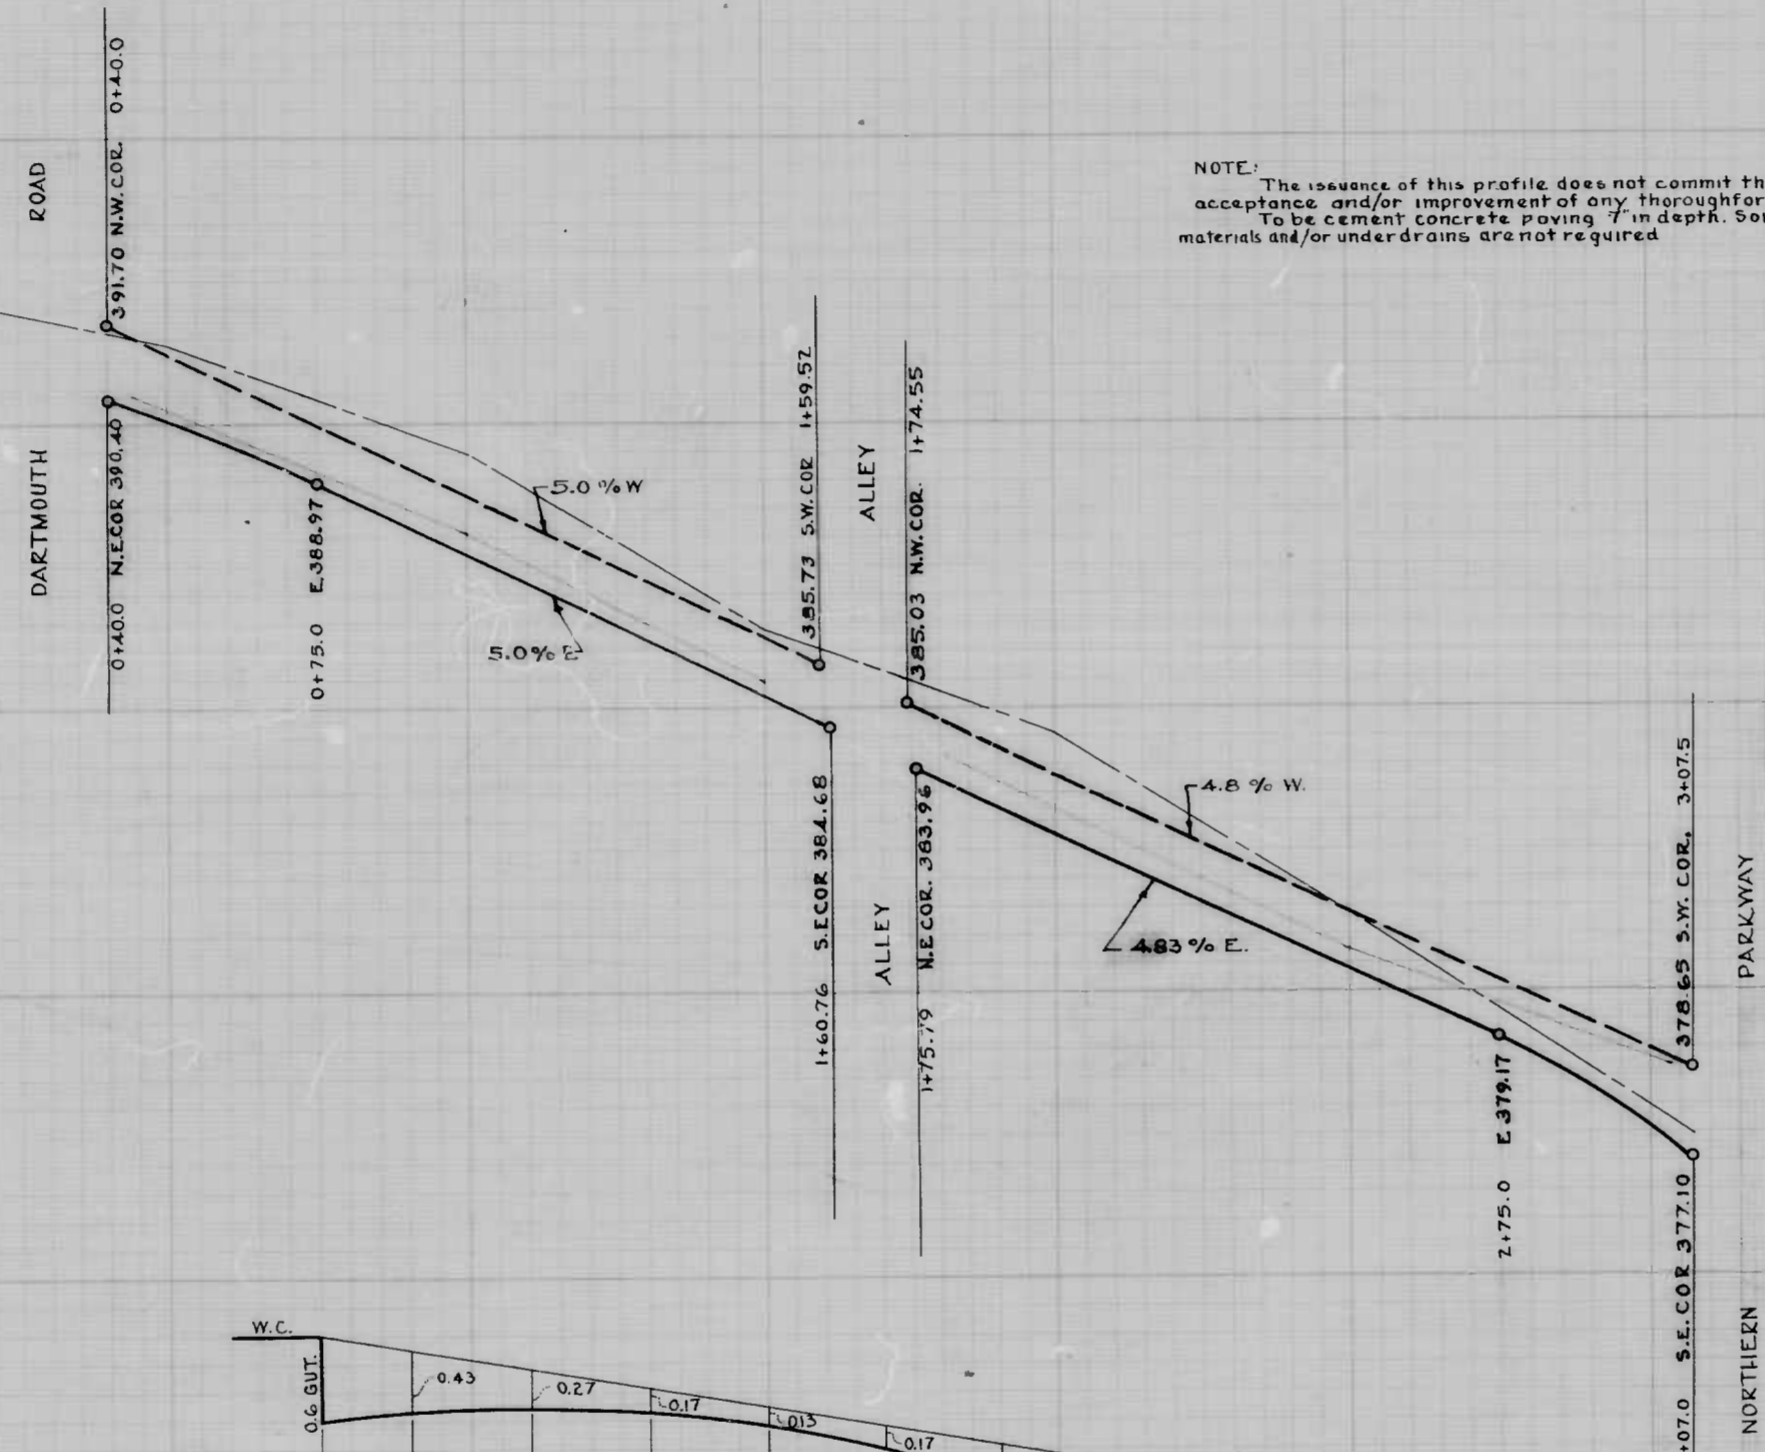 ROAD
DARTMOUTH
391.70 N.W.COR. 0+40.0
0+40.0 N.E.COR 390.40
0+75.0 E.388.97
5.0 % W
5.0% E
385.73 S.W.COR 1+59.52
ALLEY
385.03 N.W.COR. 1+74.55
1+60.76 S.E.COR 384.68
ALLEY
1+75.79 N.E.COR. 383.96
NOTE:
The issuance of this profile does not commit th
acceptance and/or improvement of any thoroughfar
To be cement concrete paving 7" in depth. So
materials and/or underdrains are not required
4.8 % W.
4.83 % E.
2+75.0 E 379.17
378.65 S.W. COR. 3+07.5
+07.0 S.E. COR 377.10
PARKWAY
NORTHERN
W.C.
0.6 GUT.
0.43
0.27
0.17
013
0.17